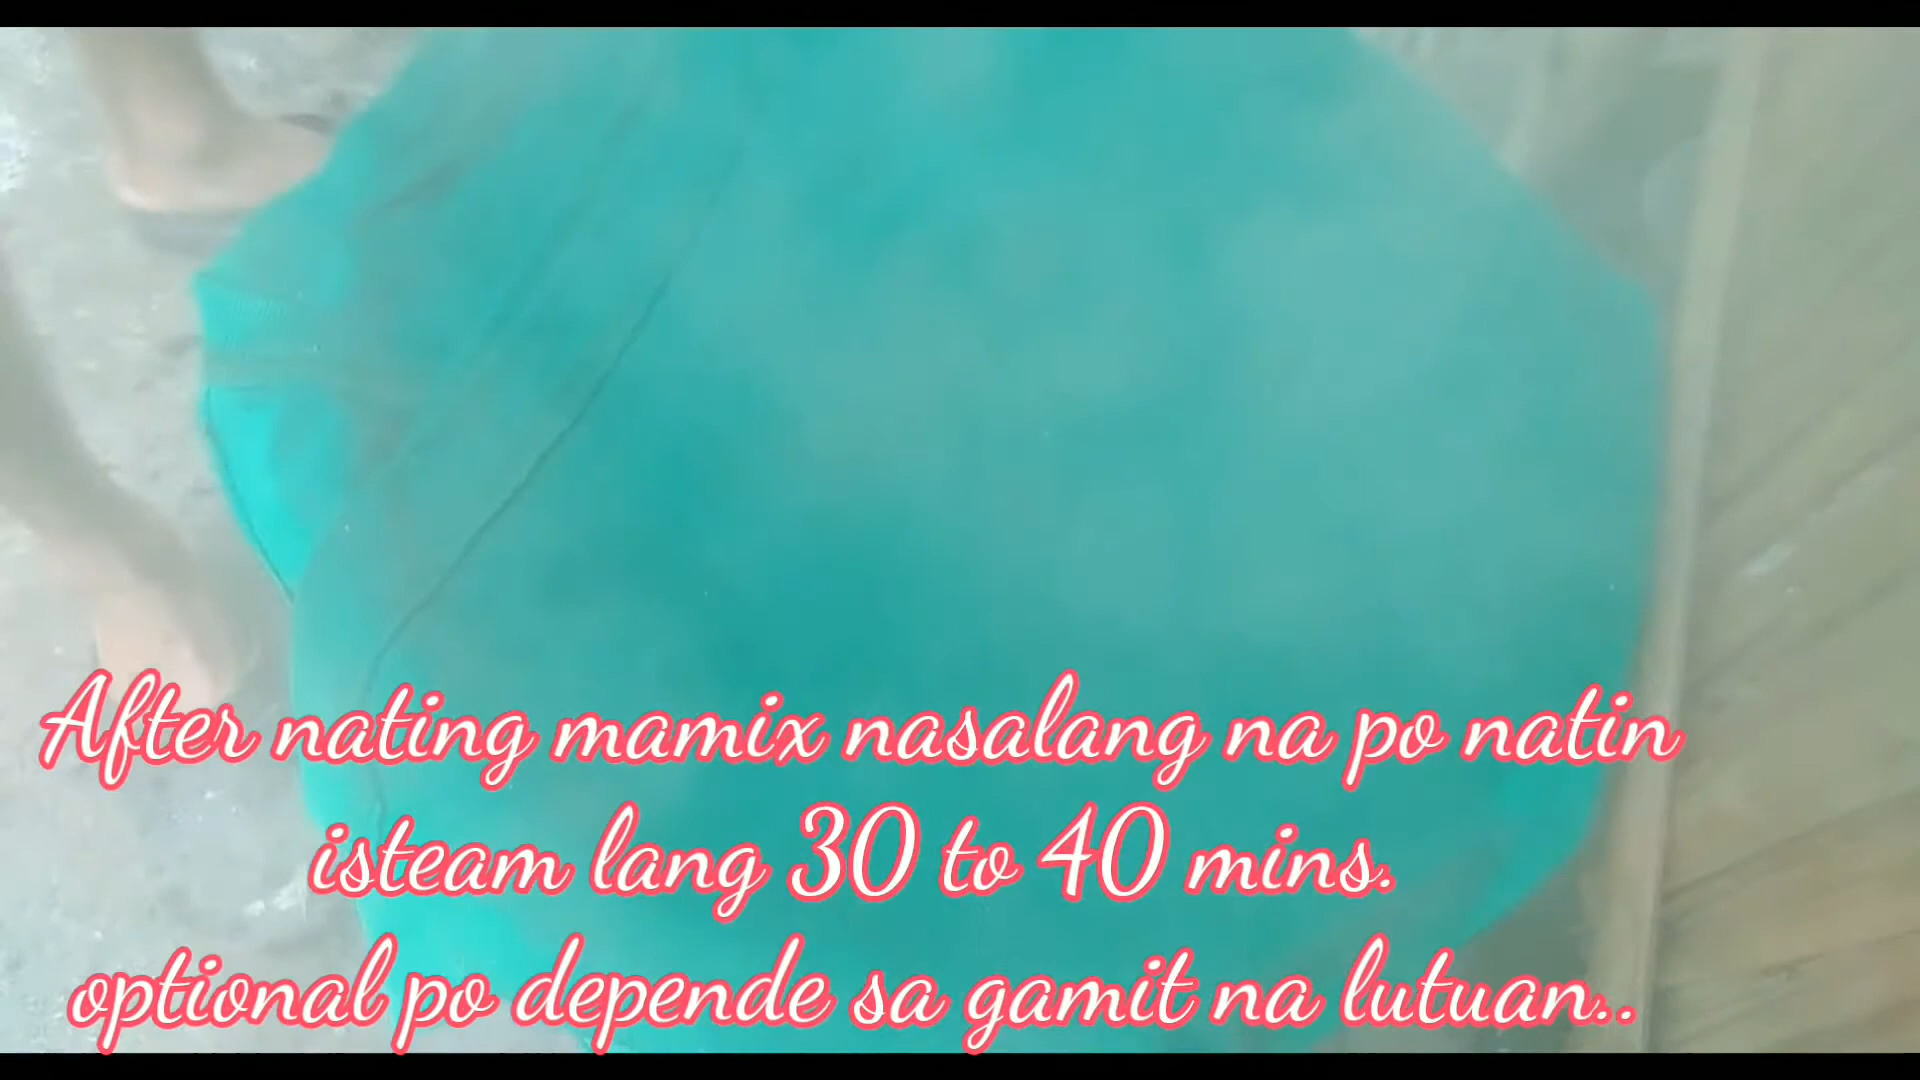 After nating mamix nasalang na po natin
isteam lang 30 to 40 mins.
optional po depende sa gamit na lutuan..